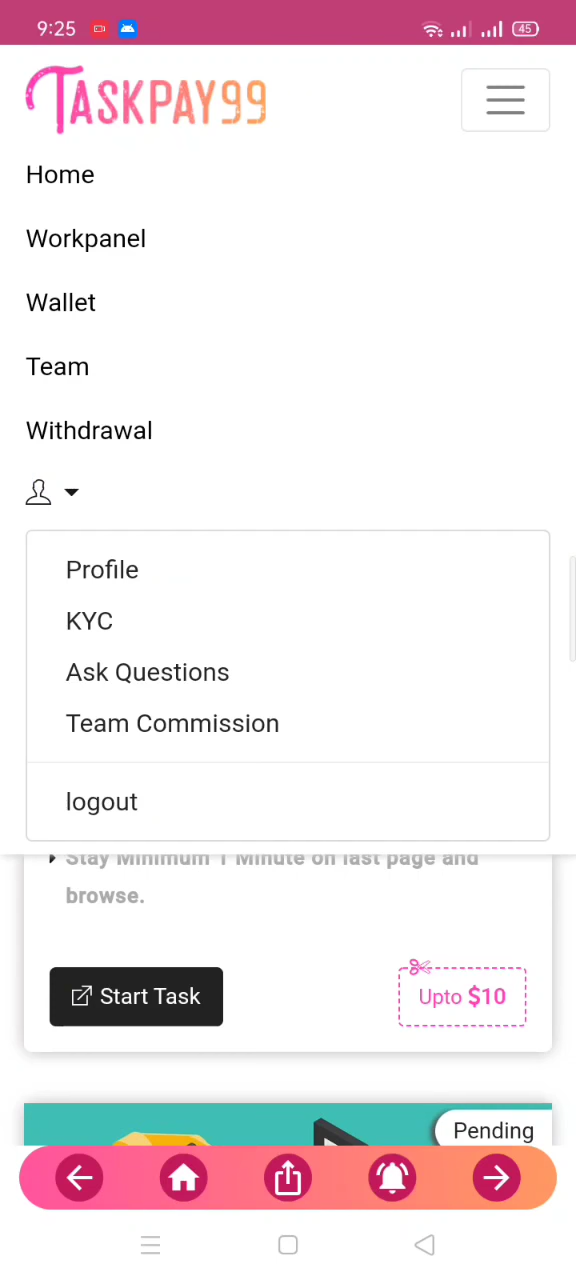 9:25
45
TASKPAY99
Home
Workpanel
Wallet
Team
Withdrawal
Profile
KYC
Ask Questions
Team Commission
logout
Stay Minimum 1 Minute on last page and
browse.
Start Task
Upto $10
Pending